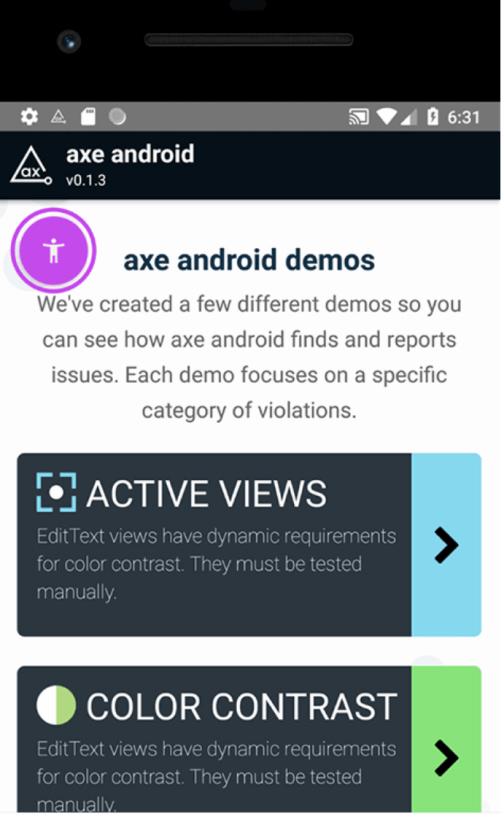 6:31
ax
axe android
v0.1.3
axe android demos
We've created a few different demos so you
can see how axe android finds and reports
issues. Each demo focuses on a specific
category of violations.
ACTIVE VIEWS
EditText views have dynamic requirements
for color contrast. They must be tested
manually.
COLOR CONTRAST
EditText views have dynamic requirements
for color contrast. They must be tested
manually.